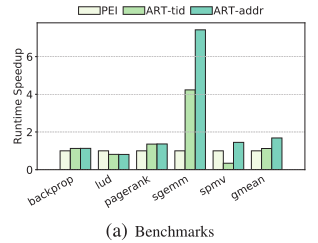 PEI ART-tid ART-addr
Runtime Speedup
6
4
2
0
backprop lud pagerank sgemm spmv gmean
(a) Benchmarks